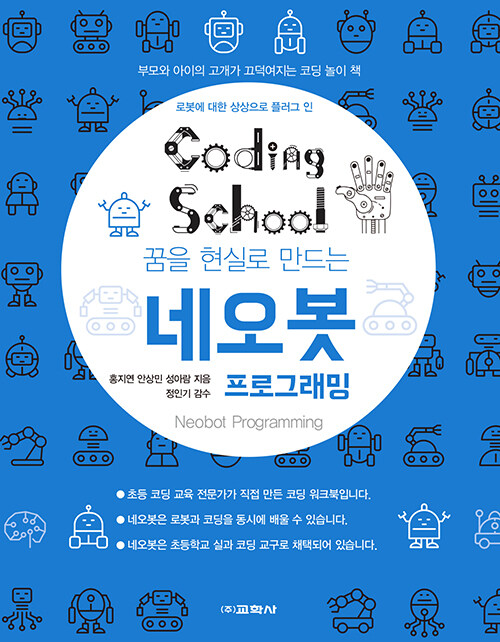 부모와 아이의 고개가 끄덕여지는 코딩 놀이 책
로봇에 대한 상상으로 플러그 인
Coding
School
꿈을 현실로 만드는
네오봇
홍지연 안상민 성아람 지음
정인기 감수
프로그래밍
Neobot Programming
● 초등 코딩 교육 전문가가 직접 만든 코딩 워크북입니다.
● 네오봇은 로봇과 코딩을 동시에 배울 수 있습니다.
● 네오봇은 초등학교 실과 코딩 교구로 채택되어 있습니다.
(주)교학사